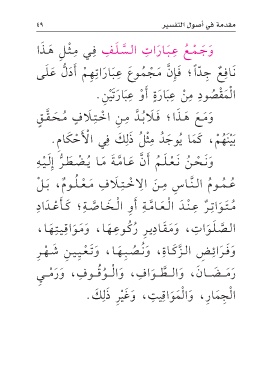 مقدمة في أصول التفسير ٤٩
وَجَمْعُ عِبَارَاتِ السَّلَفِ فِي مِثْلِ هَذَا
نَافِعٌ جِدًّا؛ فَإِنَّ مَجْمُوعَ عِبَارَاتِهِمْ أَدَلُّ عَلَى
الْمَقْصُودِ مِنْ عِبَارَةٍ أَوْ عِبَارَتَيْنِ.
وَمَعَ هَذَا؛ فَلَابُدَّ مِنِ اخْتِلَافٍ مُحَقَّقٍ
بَيْنَهُمْ، كَمَا يُوجَدُ مِثْلُ ذَلِكَ فِي الْأَحْكَامِ.
وَنَحْنُ نَعْلَمُ أَنَّ عَامَّةَ مَا يُضْطَرُّ إِلَيْهِ
عُمُومُ النَّاسِ مِنَ الِاخْتِلَافِ مَعْلُومٌ، بَلْ
مُتَوَاتِرٌ عِنْدَ الْعَامَّةِ أَوِ الْخَاصَّةِ؛ كَأَعْدَادِ
الصَّلَوَاتِ، وَمَقَادِيرِ رُكُوعِهَا، وَمَوَاقِيتِهَا،
وَفَرَائِضِ الزَّكَاةِ، وَنُصُبِهَا، وَتَعْيِينِ شَهْرِ
رَمَضَانَ، وَالطَّوَافِ، وَالْوُقُوفِ، وَرَمْيِ
الْجِمَارِ، وَالْمَوَاقِيتِ، وَغَيْرِ ذَلِكَ.